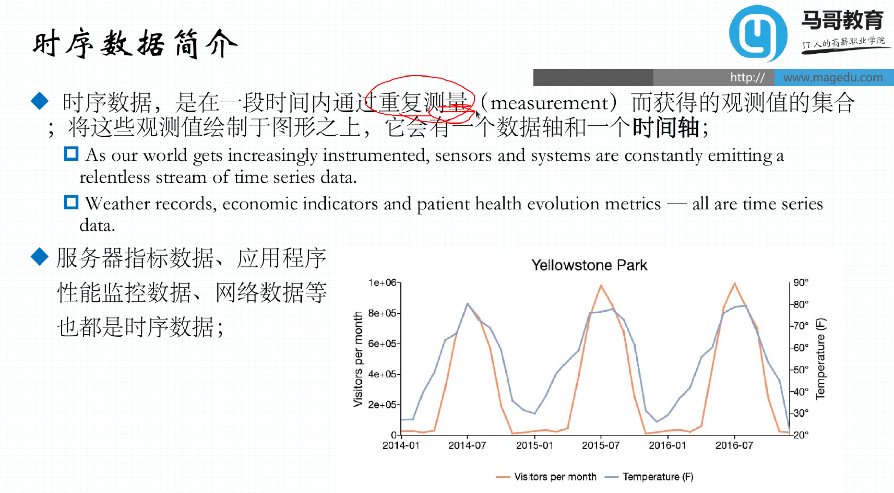 时序数据简介
马哥教育
IT人的高薪职业学院
http://
www.magedu.com
时序数据，是在一段时间内通过重复测量（measurement）而获得的观测值的集合
；将这些观测值绘制于图形之上，它会有一个数据轴和一个时间轴；
As our world gets increasingly instrumented, sensors and systems are constantly emitting a
relentless stream of time series data.
Weather records, economic indicators and patient health evolution metrics — all are time series
data.
服务器指标数据、应用程序
性能监控数据、网络数据等
也都是时序数据；
Yellowstone Park
Visitors per month
1e+06
8e+05
6e+05
4e+05
2e+05
0
90°
80°
70°
60°
50°
40°
30°
20°
Temperature (F)
2014-01 2014-07 2015-01 2015-07 2016-01 2016-07
Visitors per month Temperature (F)